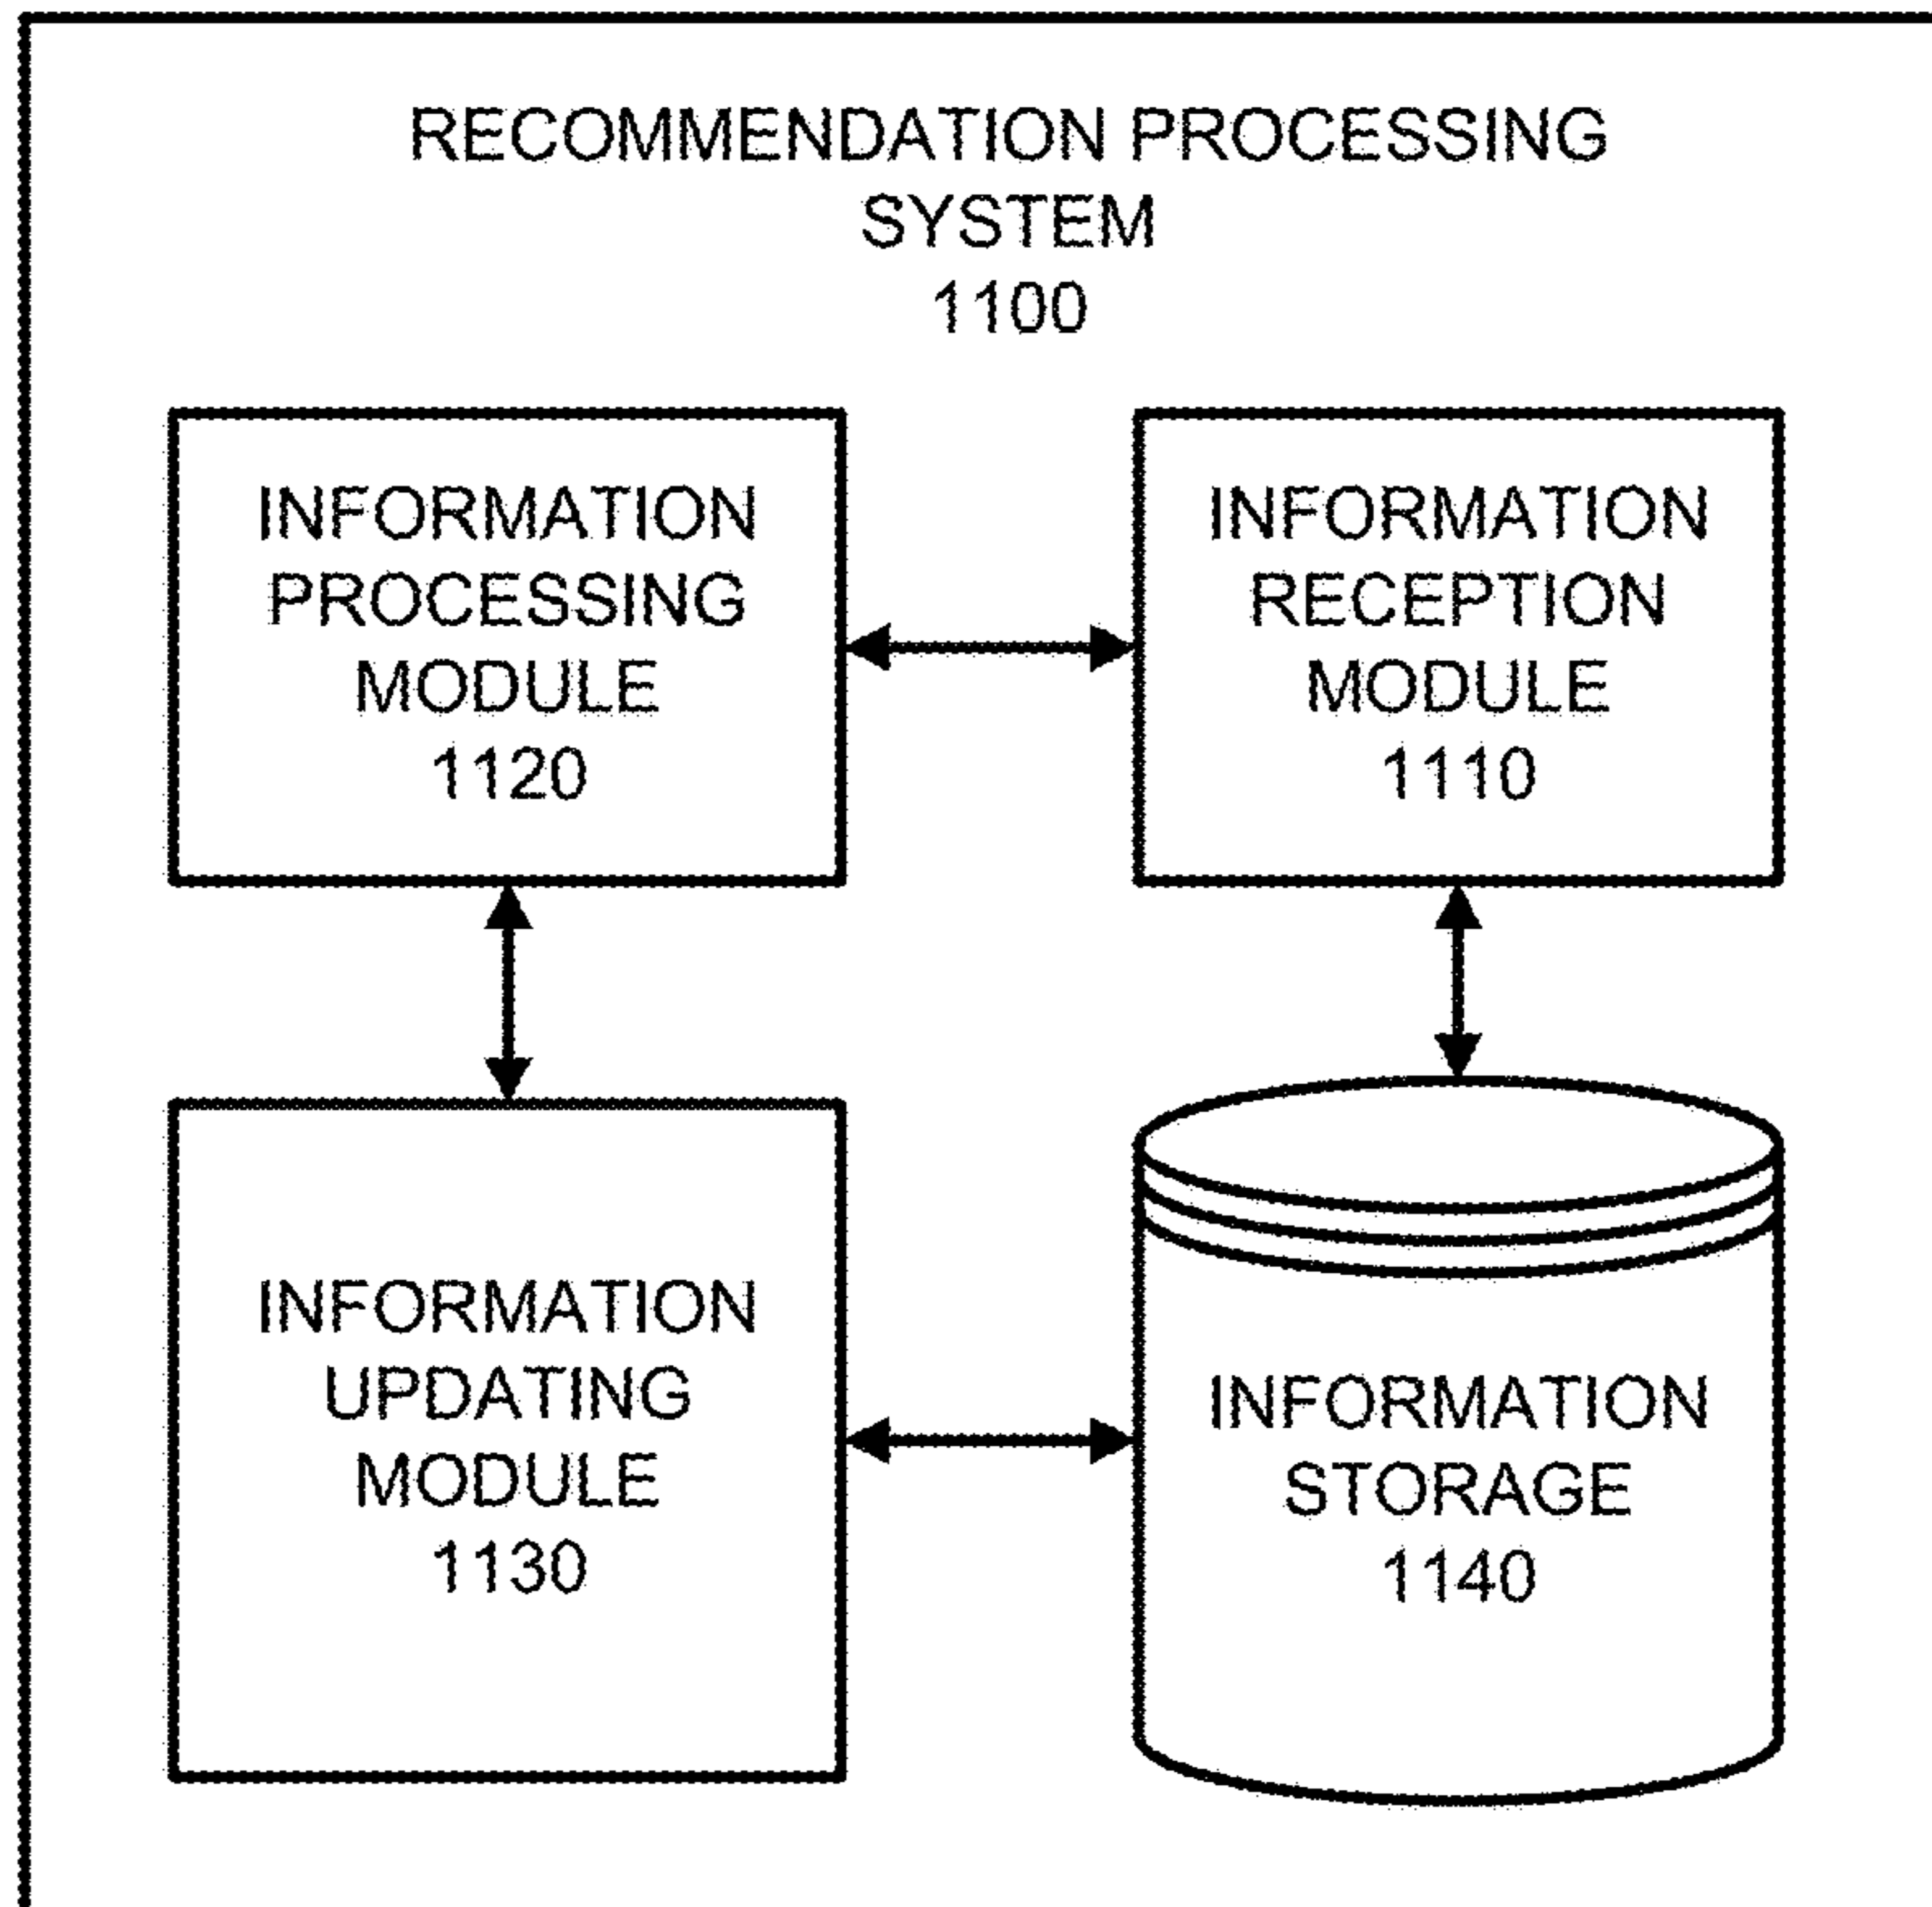 RECOMMENDATION PROCESSING
SYSTEM
1100
INFORMATION
PROCESSING
MODULE
1120
INFORMATION
RECEPTION
MODULE
1110
INFORMATION
UPDATING
MODULE
1130
INFORMATION
STORAGE
1140